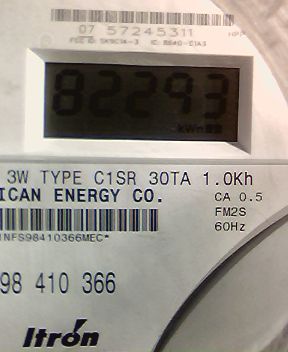 07 57245311
82293
kWh
3W TYPE C1SR 30TA 1.0Kh
ICAN ENERGY CO.
CA 0.5
FM2S
60Hz
INFS98410366MEC*
98 410 366
Itrón